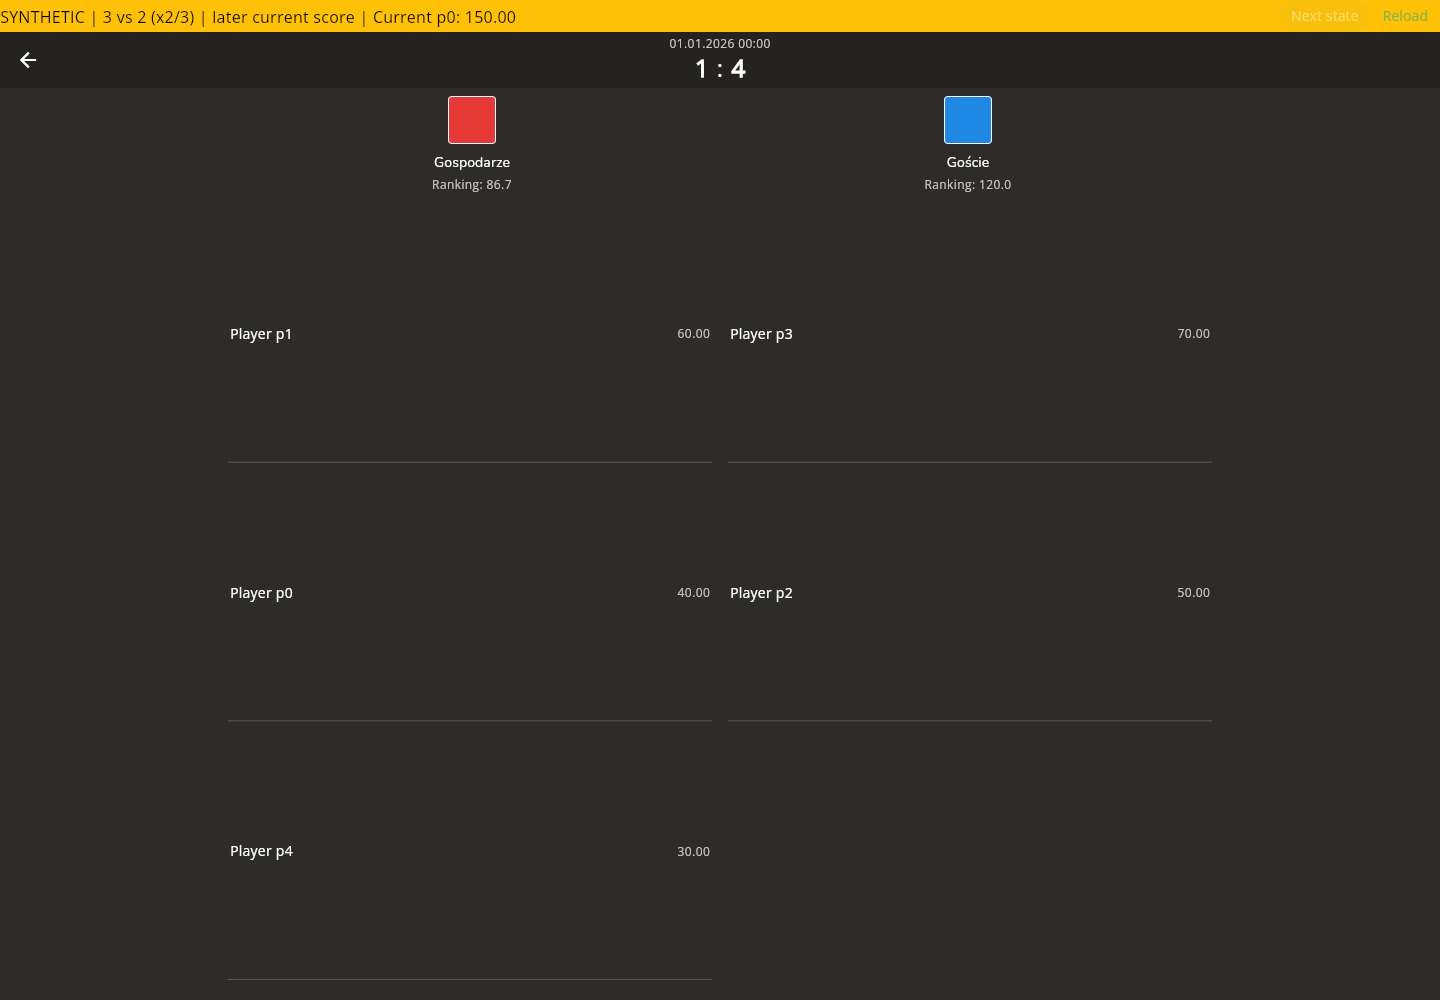 SYNTHETIC | 3 vs 2 (x2/3) | later current score | Current p0: 150.00
Next state
Reload
01.01.2026 00:00
1 : 4
Gospodarze
Ranking: 86.7
Goście
Ranking: 120.0
Player p1
60.00
Player p3
70.00
Player p0
40.00
Player p2
50.00
Player p4
30.00